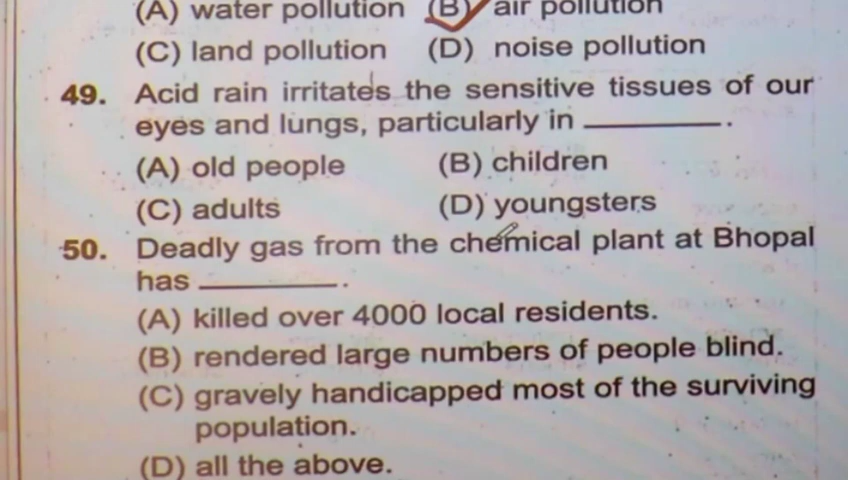 (A) water pollution (B) air pollution
(C) land pollution (D) noise pollution
49. Acid rain irritates the sensitive tissues of our
eyes and lungs, particularly in ________.
(A) old people (B) children
(C) adults (D) youngsters
50. Deadly gas from the chemical plant at Bhopal
has ________.
(A) killed over 4000 local residents.
(B) rendered large numbers of people blind.
(C) gravely handicapped most of the surviving
population.
(D) all the above.